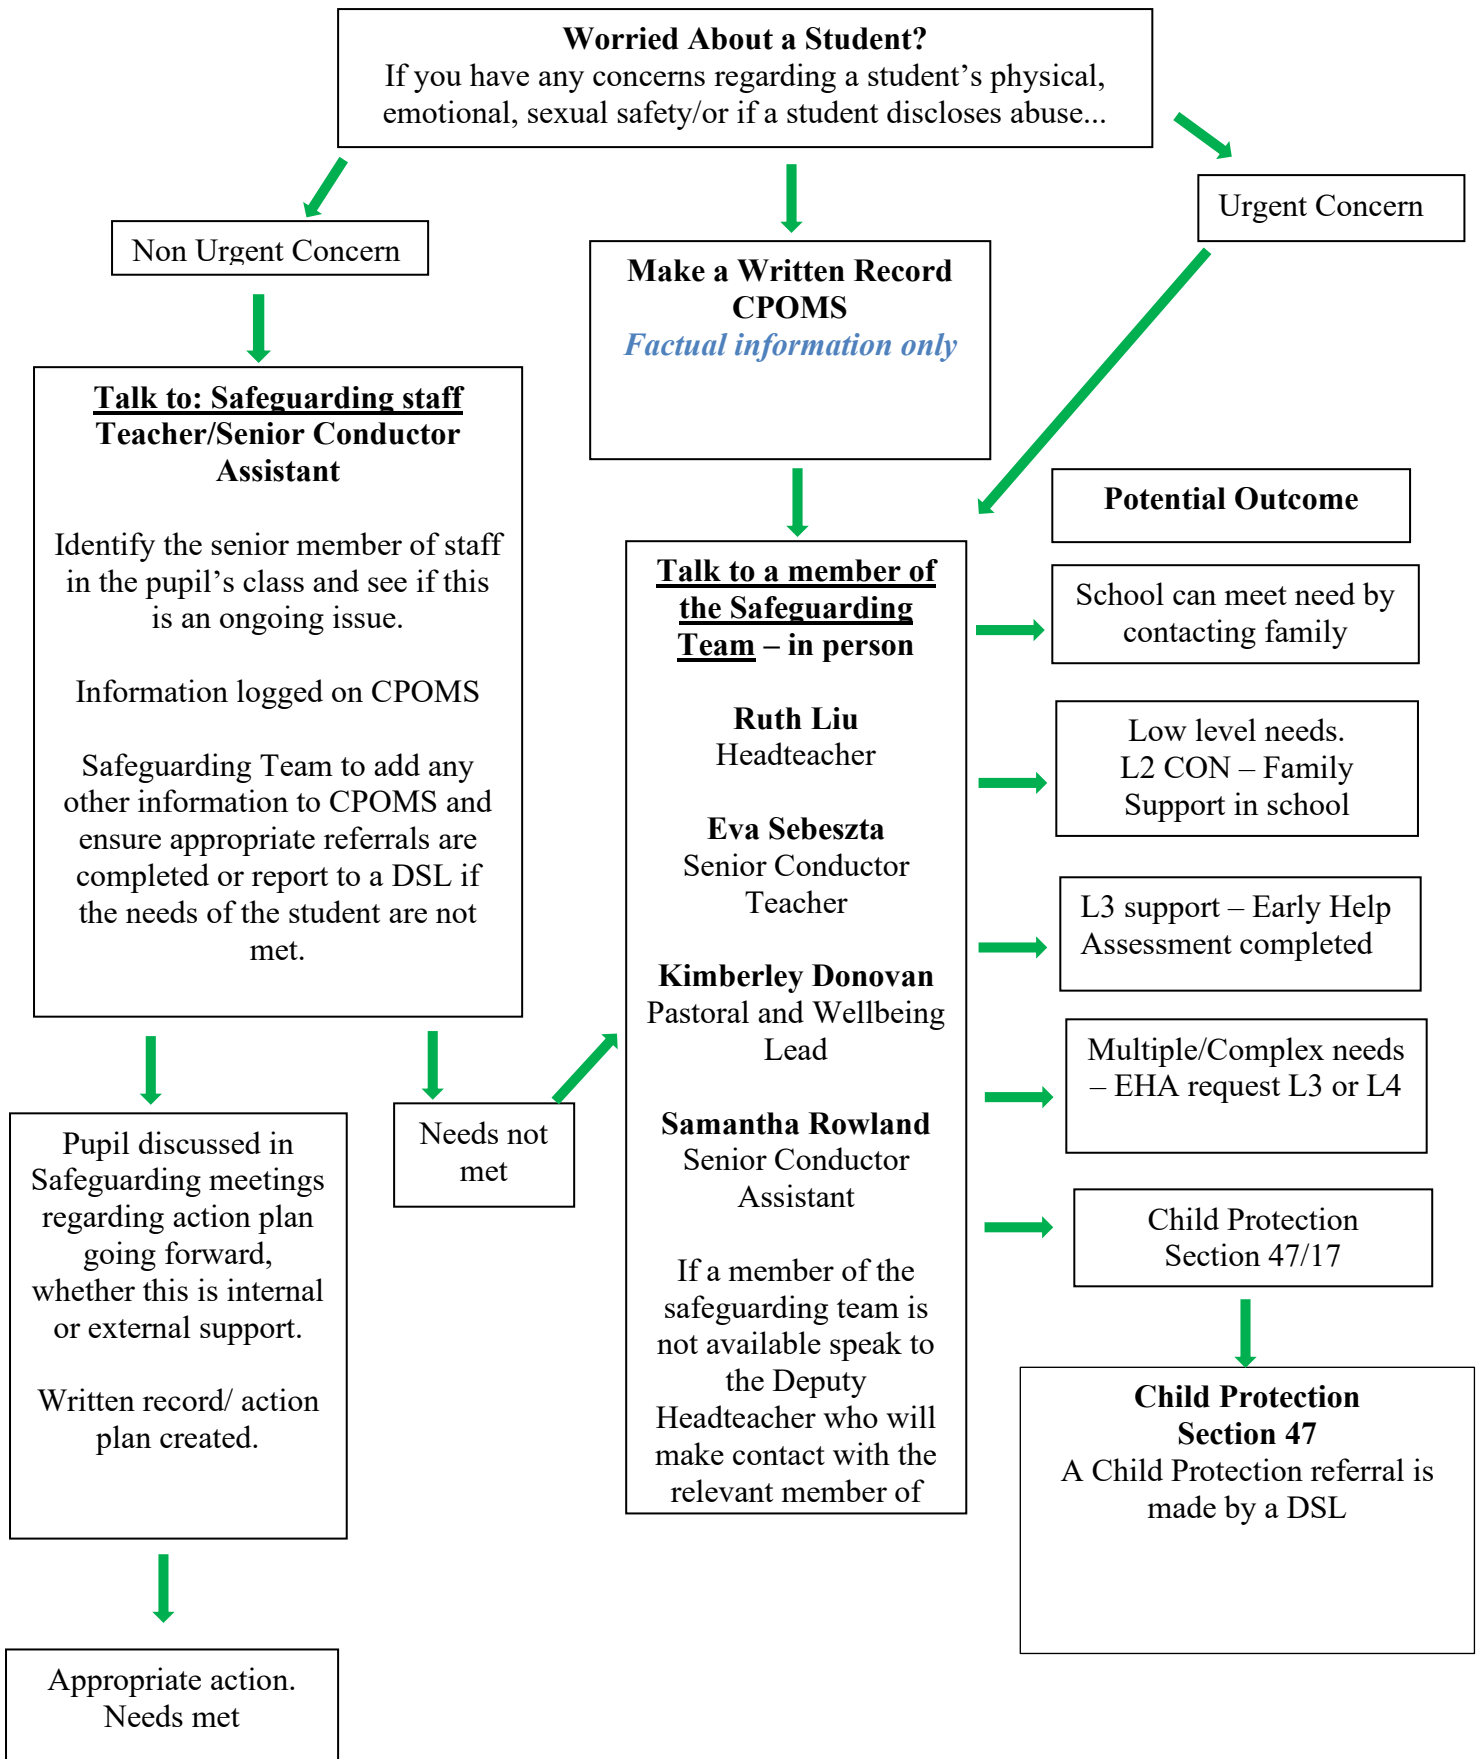 Worried About a Student?
If you have any concerns regarding a student’s physical,
emotional, sexual safety/or if a student discloses abuse...
Non Urgent Concern
Urgent Concern
Make a Written Record
CPOMS
Factual information only
Talk to: Safeguarding staff
Teacher/Senior Conductor
Assistant
Identify the senior member of staff
in the pupil’s class and see if this
is an ongoing issue.
Information logged on CPOMS
Safeguarding Team to add any
other information to CPOMS and
ensure appropriate referrals are
completed or report to a DSL if
the needs of the student are not
met.
Pupil discussed in
Safeguarding meetings
regarding action plan
going forward,
whether this is internal
or external support.
Written record/ action
plan created.
Appropriate action.
Needs met
Needs not
met
Talk to a member of
the Safeguarding
Team – in person
Ruth Liu
Headteacher
Eva Sebeszta
Senior Conductor
Teacher
Kimberley Donovan
Pastoral and Wellbeing
Lead
Samantha Rowland
Senior Conductor
Assistant
If a member of the
safeguarding team is
not available speak to
the Deputy
Headteacher who will
make contact with the
relevant member of
Potential Outcome
School can meet need by
contacting family
Low level needs.
L2 CON – Family
Support in school
L3 support – Early Help
Assessment completed
Multiple/Complex needs
– EHA request L3 or L4
Child Protection
Section 47/17
Child Protection
Section 47
A Child Protection referral is
made by a DSL